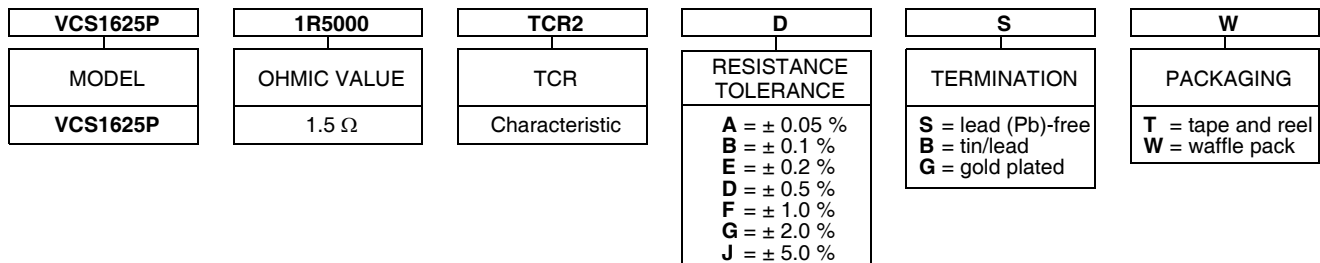 VCS1625P
1R5000
TCR2
D
S
W
MODEL
OHMIC VALUE
TCR
RESISTANCE
TOLERANCE
TERMINATION
PACKAGING
VCS1625P
1.5 Ω
Characteristic
A = ± 0.05 %
B = ± 0.1 %
E = ± 0.2 %
D = ± 0.5 %
F = ± 1.0 %
G = ± 2.0 %
J = ± 5.0 %
S = lead (Pb)-free
B = tin/lead
G = gold plated
T = tape and reel
W = waffle pack